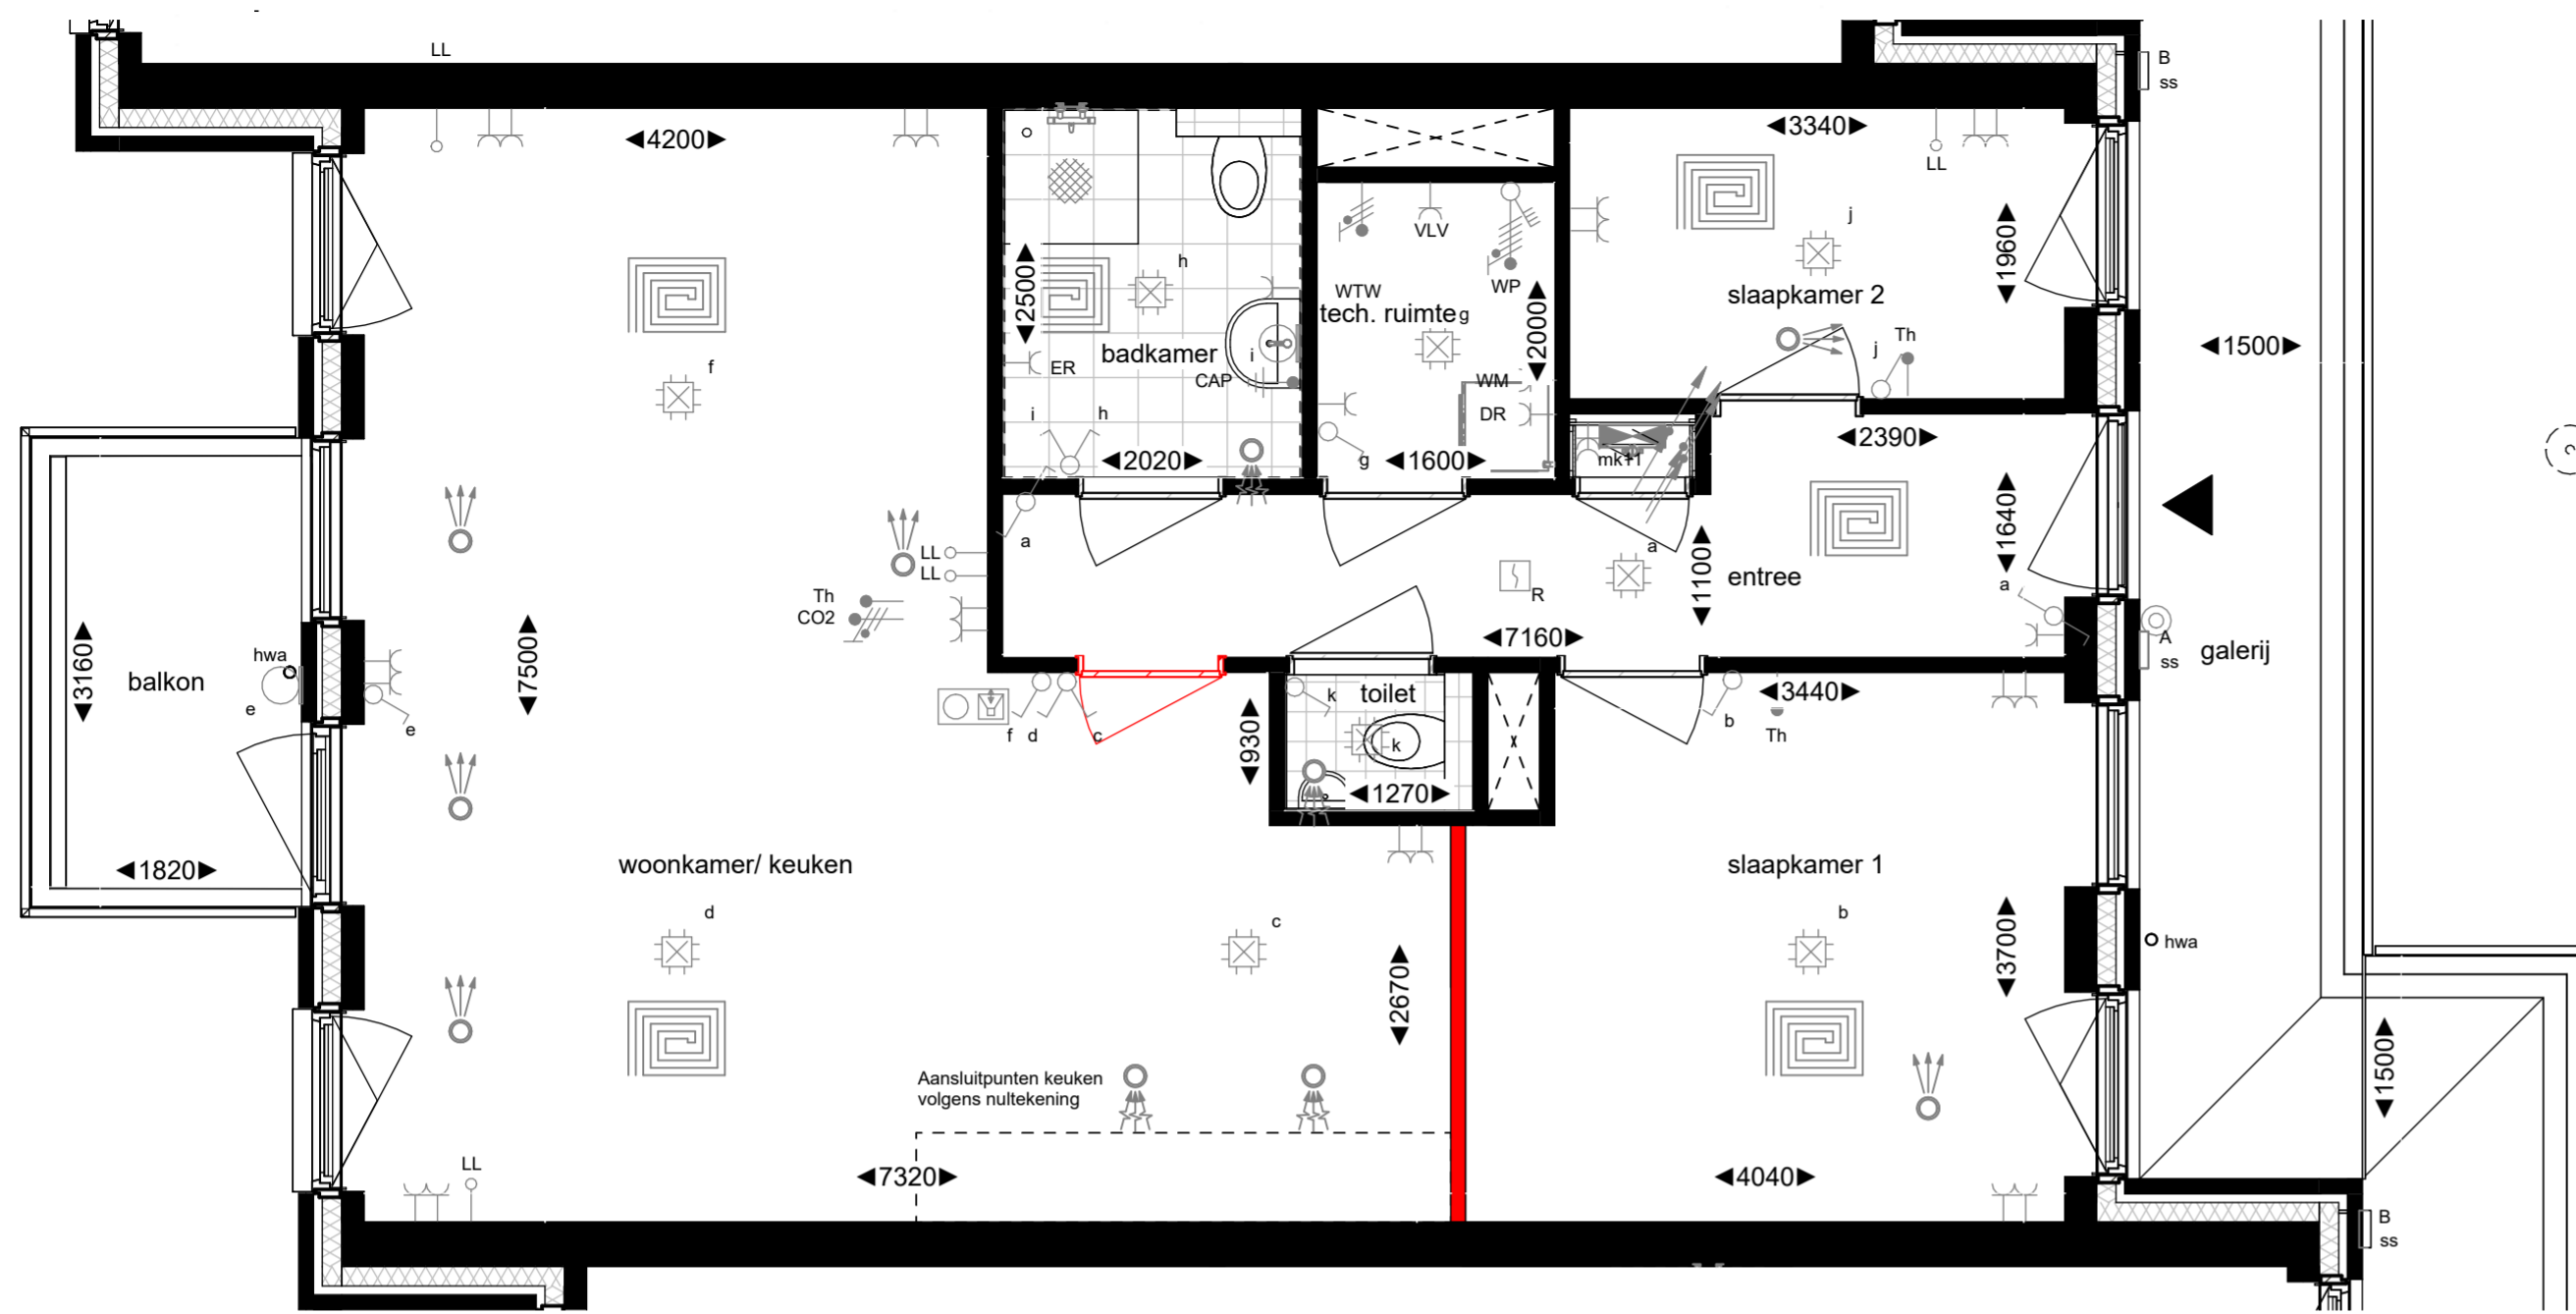 LL
B
ss
4200
3340
LL
j
VLV
1960
h
2500
WTW
WP
slaapkamer 2
tech. ruimte
g
2000
Th
j
1500
badkamer
i
ER
CAP
f
WM
DR
i
h
2020
g
1600
mk+1
2390
1640
a
LL
LL
a
1100
entree
a
R
Th
CO2
7160
A
ss
galerij
3160
balkon
hwa
e
7500
e
f
d
c
930
k
toilet
k
1270
3440
b
Th
1820
woonkamer/ keuken
slaapkamer 1
d
c
b
2670
3700
hwa
Aansluitpunten keuken
volgens nultekening
1500
LL
7320
4040
B
ss